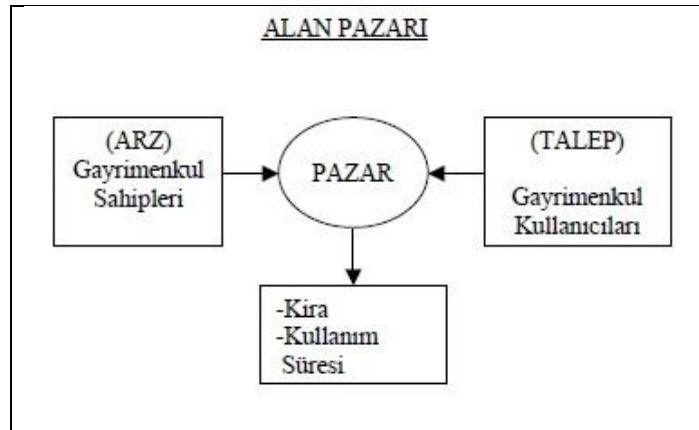 ALAN PAZARI
(ARZ)
Gayrimenkul
Sahipleri
PAZAR
(TALEP)
Gayrimenkul
Kullanıcıları
-Kira
-Kullanım
Süresi